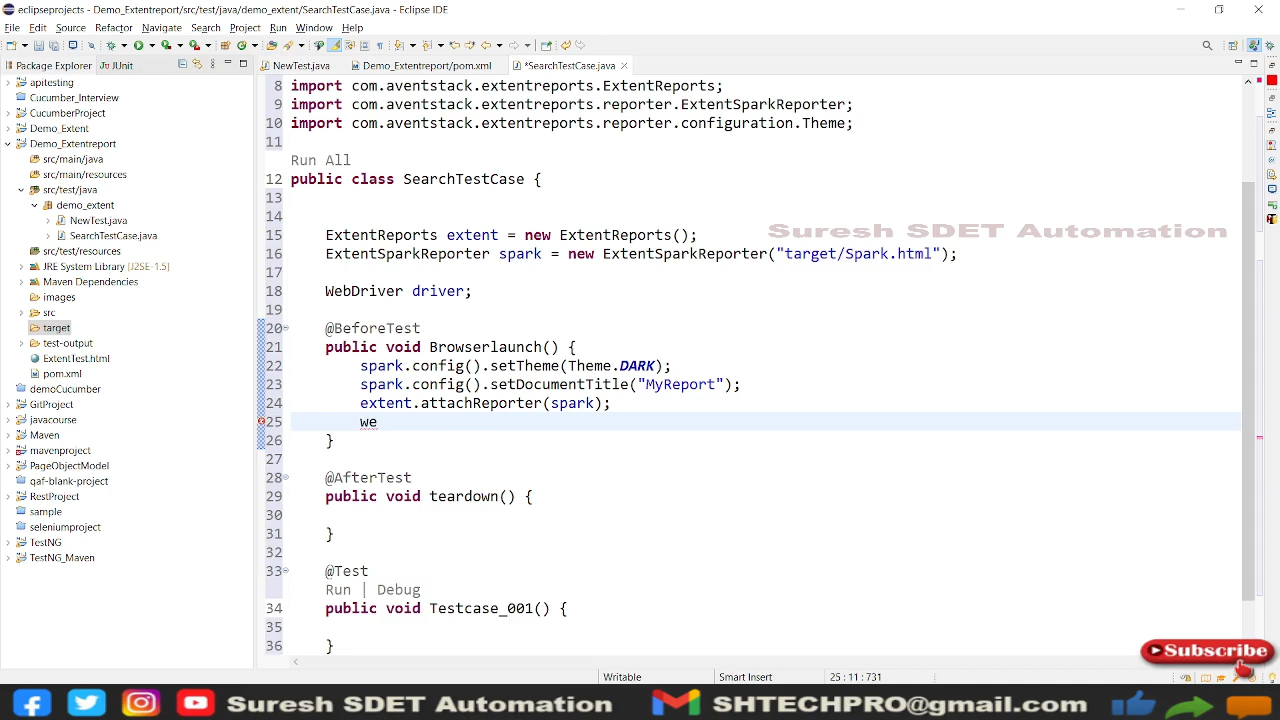 eclipseprojects - Demo_Extentreport/src/test/java/demo_extent/SearchTestCase.java - Eclipse IDE
File Edit Source Refactor Navigate Search Project Run Window Help
Package Explorer JUnit
NewTest.java Demo_Extentreport/pom.xml *SearchTestCase.java
apitesting
Cucumber_Interview
CucumberProject
Demo_Extent
Demo_Extentreport
src/main/java
src/main/resources
src/test/java
demo_extent
NewTest.java
SearchTestCase.java
src/test/resources
JRE System Library [J2SE-1.5]
Maven Dependencies
images
src
target
test-output
ExtentTest.html
pom.xml
demoCucumber
GitProject
javacourse
Maven
mavenproject
PageObjectModel
qaf-blank-project
RestProject
sample
seleniumproject
TestNG
TestNG_Maven
8 import com.aventstack.extentreports.ExtentReports;
9 import com.aventstack.extentreports.reporter.ExtentSparkReporter;
10 import com.aventstack.extentreports.reporter.configuration.Theme;
11
Run All
12 public class SearchTestCase {
13
14
Suresh SDET Automation
15 ExtentReports extent = new ExtentReports();
16 ExtentSparkReporter spark = new ExtentSparkReporter("target/Spark.html");
17
18 WebDriver driver;
19
20 @BeforeTest
21 public void Browserlaunch() {
22 spark.config().setTheme(Theme.DARK);
23 spark.config().setDocumentTitle("MyReport");
24 extent.attachReporter(spark);
25 we
26 }
27
28 @AfterTest
29 public void teardown() {
30
31 }
32
33 @Test
Run | Debug
34 public void Testcase_001() {
35
36 }
Subscribe
Writable Smart Insert 25 : 11 : 731
Suresh SDET Automation SHTECHPRO@gmail.com